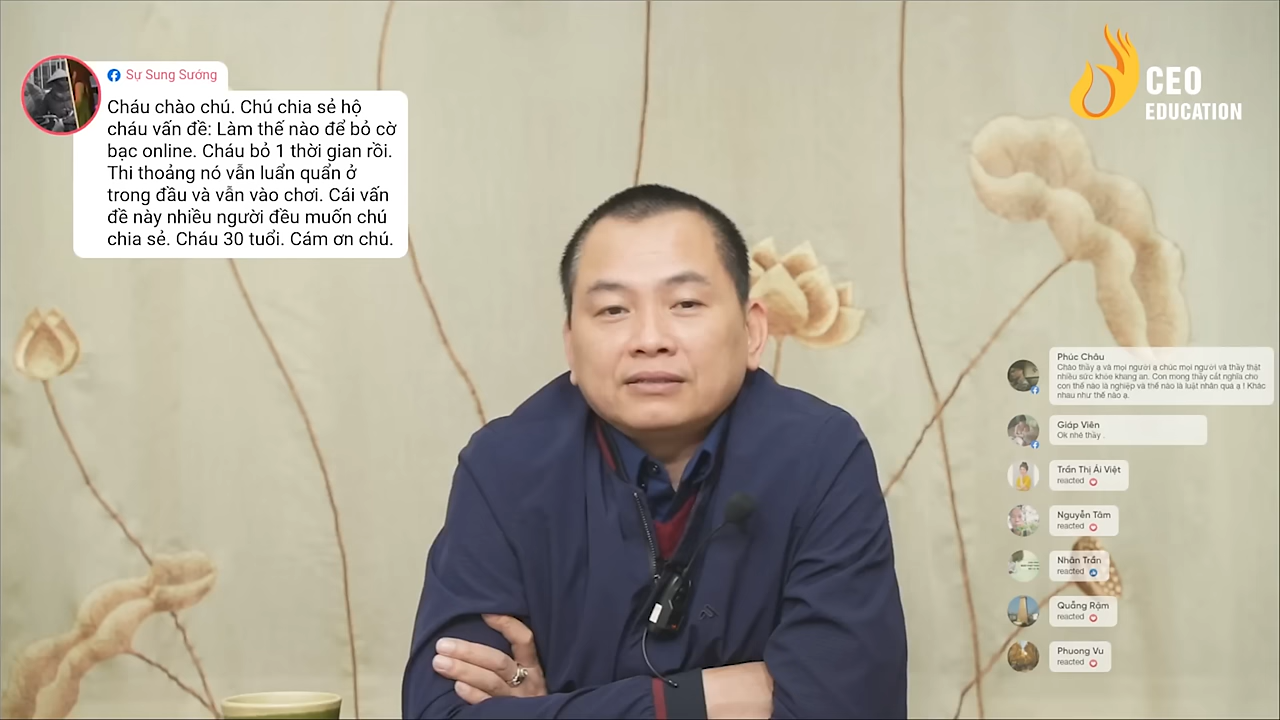 Sự Sung Sướng
Cháu chào chú. Chú chia sẻ hộ
cháu vấn đề: Làm thế nào để bỏ cờ
bạc online. Cháu bỏ 1 thời gian rồi.
Thi thoảng nó vẫn luẩn quẩn ở
trong đầu và vẫn vào chơi. Cái vấn
đề này nhiều người đều muốn chú
chia sẻ. Cháu 30 tuổi. Cám ơn chú.
CEO
EDUCATION
Phúc Châu
Chào thầy ạ và mọi người ạ chúc mọi người và thầy thật
nhiều sức khỏe khang an. Con mong thầy cắt nghĩa cho
con thế nào là nghiệp và thế nào là luật nhân quả ạ ! Khác
nhau như thế nào ạ.
Giáp Viên
Ok nhé thầy .
Trần Thị Ái Việt
reacted
Nguyễn Tâm
reacted
Nhân Trần
reacted
Quảng Rậm
reacted
Phuong Vu
reacted